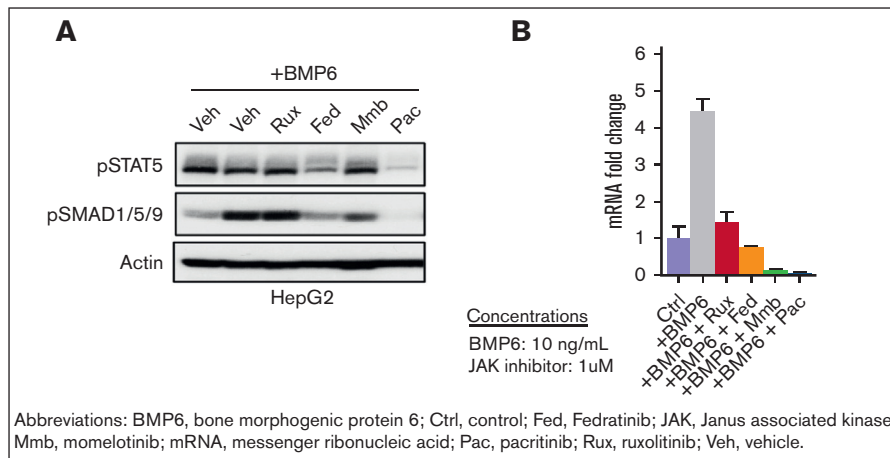 A
+BMP6
Veh Veh Rux Fed Mmb Pac
pSTAT5
pSMAD1/5/9
Actin
HepG2
B
mRNA fold change
6
5
4
3
2
1
0
Ctrl
+BMP6
+BMP6 + Rux
+BMP6 + Fed
+BMP6 + Mmb
+BMP6 + Pac
Concentrations
BMP6: 10 ng/mL
JAK inhibitor: 1uM
Abbreviations: BMP6, bone morphogenic protein 6; Ctrl, control; Fed, Fedratinib; JAK, Janus associated kinase
Mmb, momelotinib; mRNA, messenger ribonucleic acid; Pac, pacritinib; Rux, ruxolitinib; Veh, vehicle.